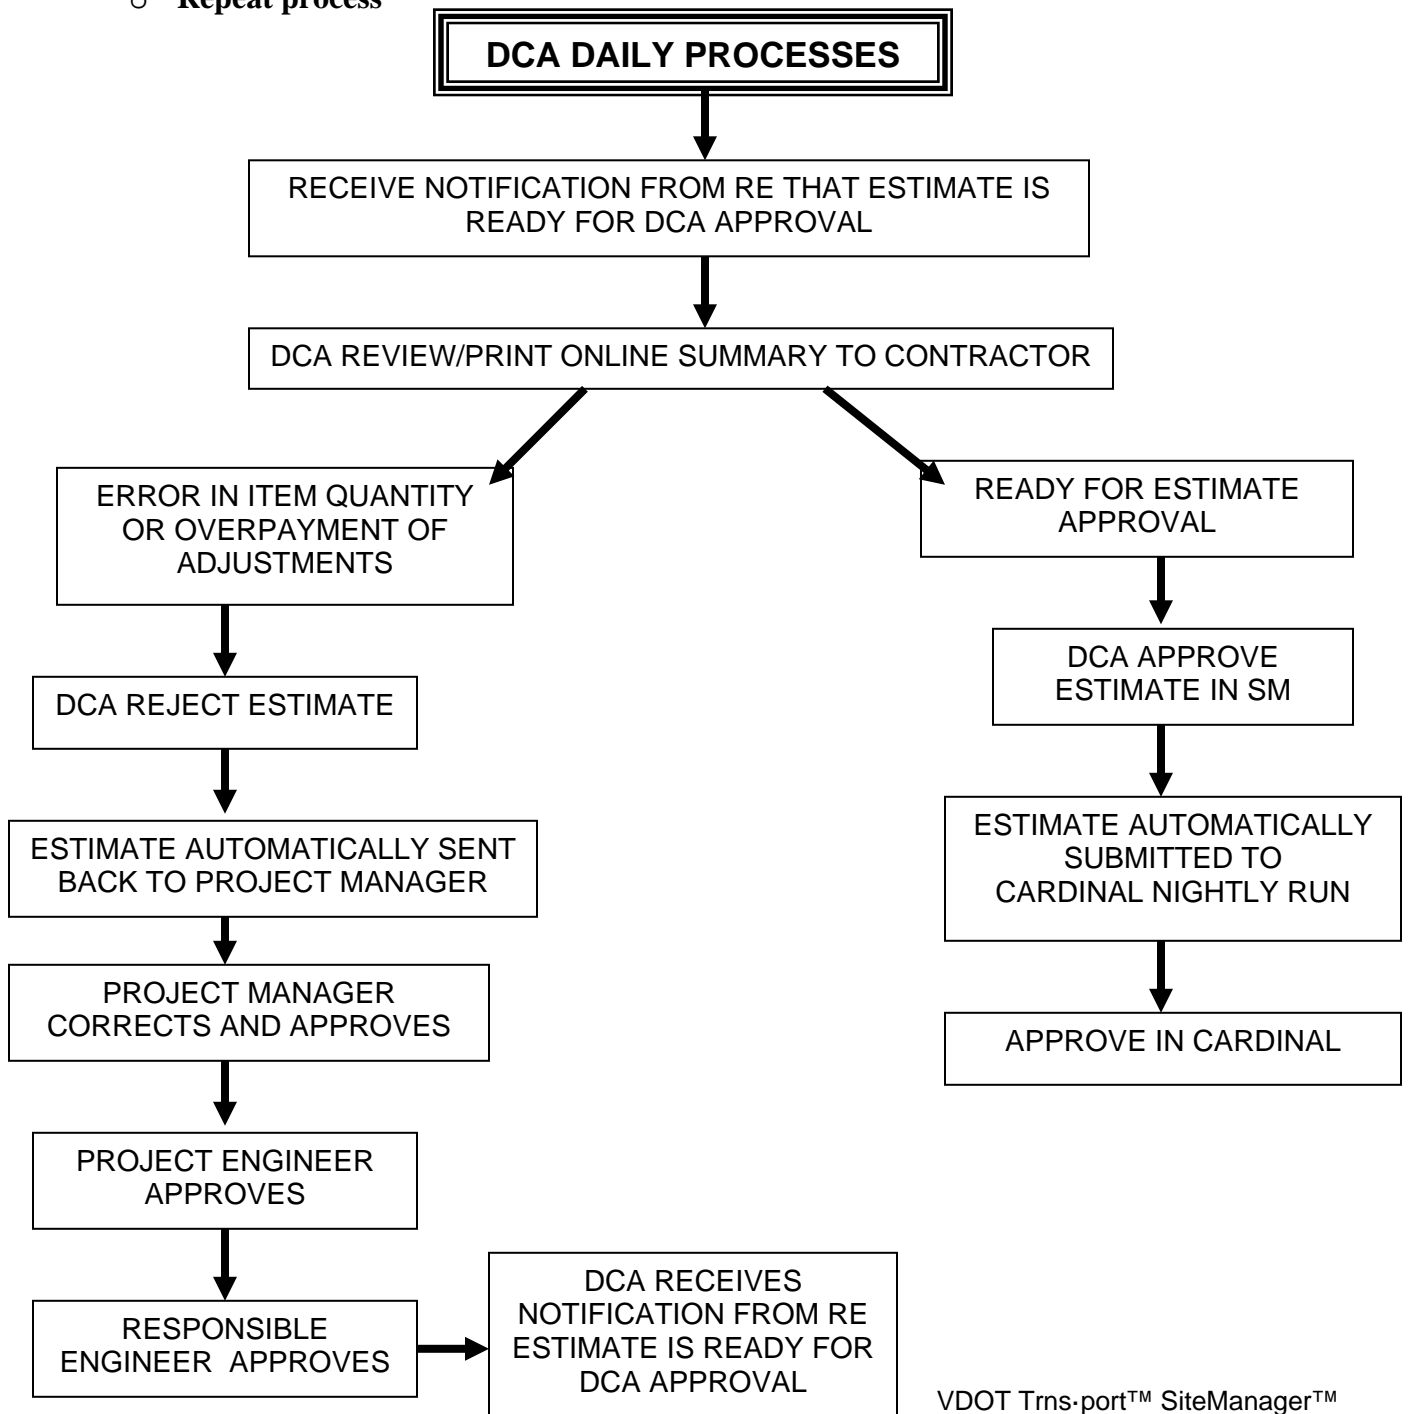 o Repeat process
DCA DAILY PROCESSES
RECEIVE NOTIFICATION FROM RE THAT ESTIMATE IS
READY FOR DCA APPROVAL
DCA REVIEW/PRINT ONLINE SUMMARY TO CONTRACTOR
ERROR IN ITEM QUANTITY
OR OVERPAYMENT OF
ADJUSTMENTS
READY FOR ESTIMATE
APPROVAL
DCA REJECT ESTIMATE
DCA APPROVE
ESTIMATE IN SM
ESTIMATE AUTOMATICALLY SENT
BACK TO PROJECT MANAGER
ESTIMATE AUTOMATICALLY
SUBMITTED TO
CARDINAL NIGHTLY RUN
PROJECT MANAGER
CORRECTS AND APPROVES
APPROVE IN CARDINAL
PROJECT ENGINEER
APPROVES
RESPONSIBLE
ENGINEER APPROVES
DCA RECEIVES
NOTIFICATION FROM RE
ESTIMATE IS READY FOR
DCA APPROVAL
VDOT Trns·port™ SiteManager™